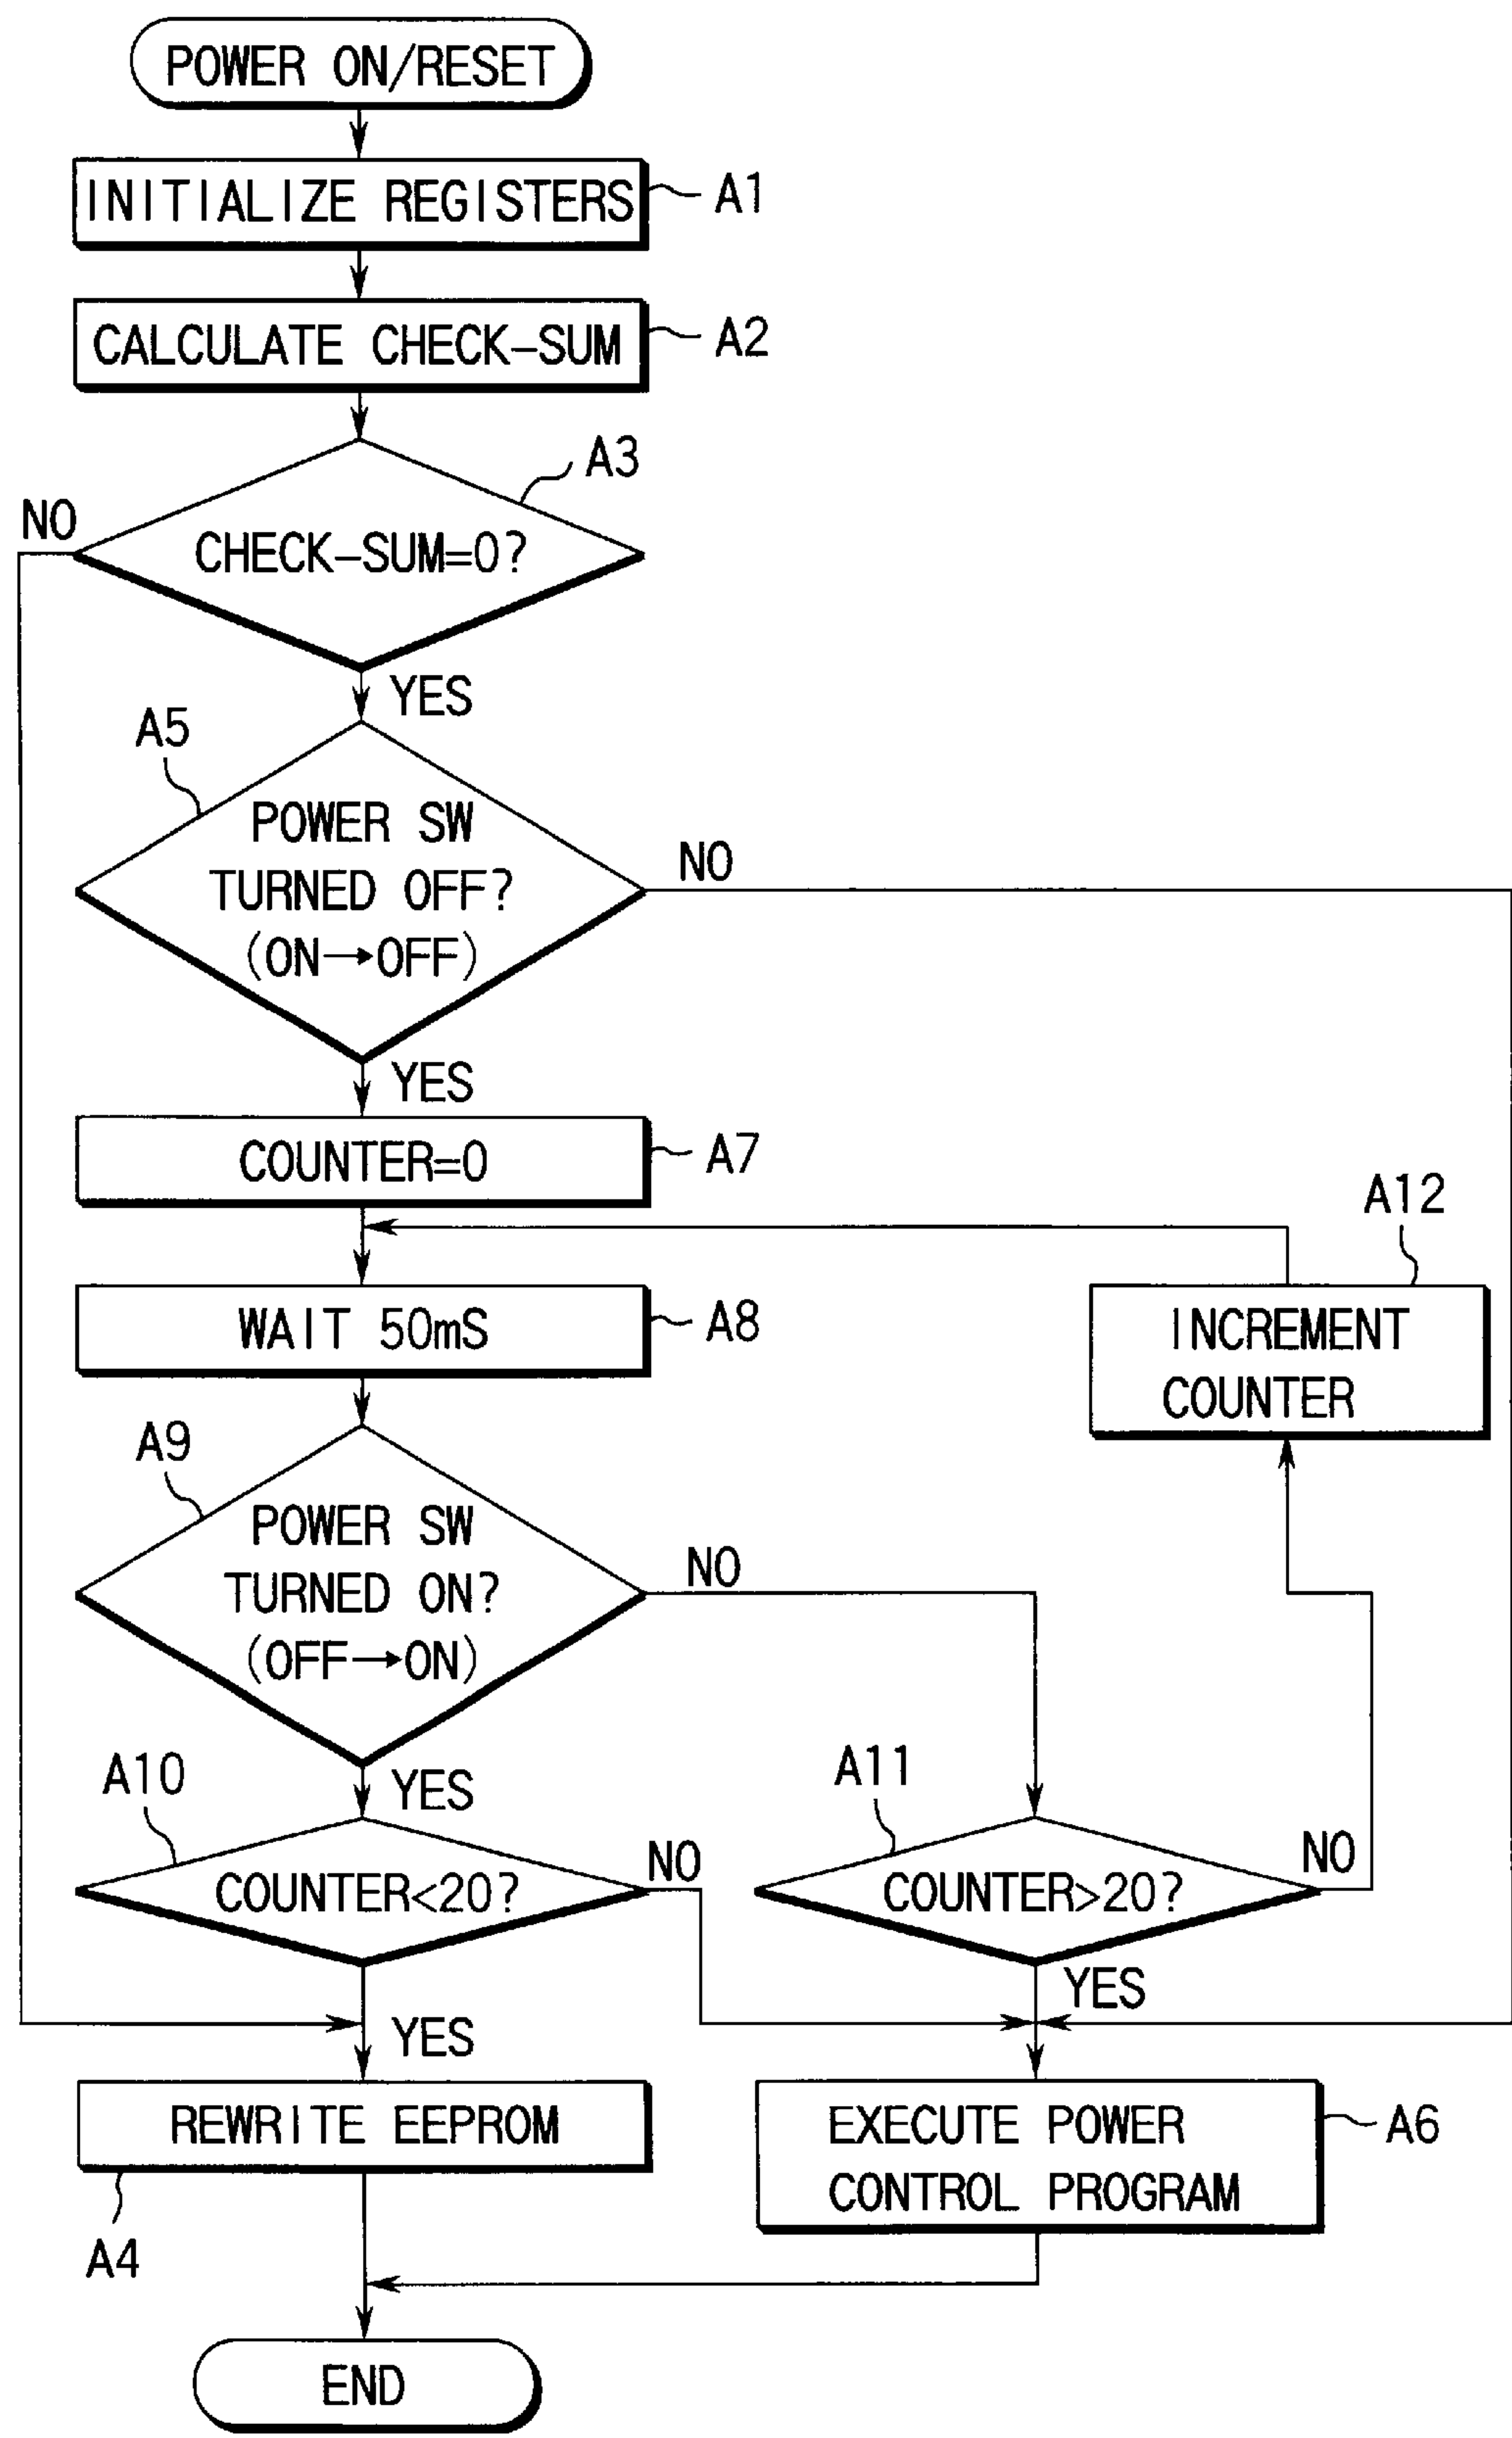 POWER ON/RESET
INITIALIZE REGISTERS
A1
CALCULATE CHECK-SUM
A2
A3
NO
CHECK-SUM=0?
YES
A5
POWER SW
TURNED OFF?
(ON→OFF)
NO
YES
COUNTER=0
A7
A12
WAIT 50mS
A8
INCREMENT
COUNTER
A9
POWER SW
TURNED ON?
(OFF→ON)
NO
YES
A10
A11
COUNTER<20?
NO
COUNTER>20?
NO
YES
YES
REWRITE EEPROM
A4
EXECUTE POWER
CONTROL PROGRAM
A6
END